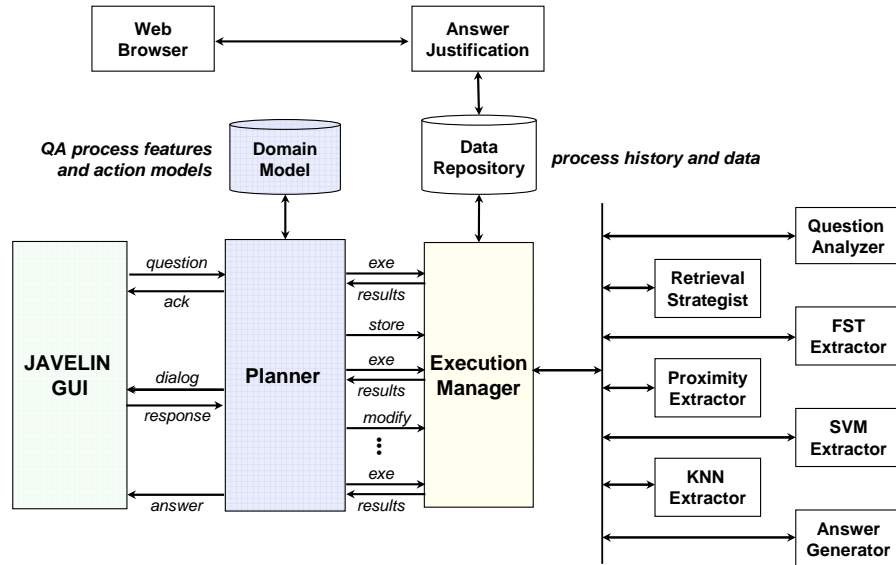 Web
Browser
Answer
Justification
QA process features
and action models
Domain
Model
Data
Repository
process history and data
JAVELIN
GUI
question
ack
dialog
response
answer
Planner
exe
results
store
exe
results
modify
exe
results
Execution
Manager
Question
Analyzer
Retrieval
Strategist
FST
Extractor
Proximity
Extractor
SVM
Extractor
KNN
Extractor
Answer
Generator